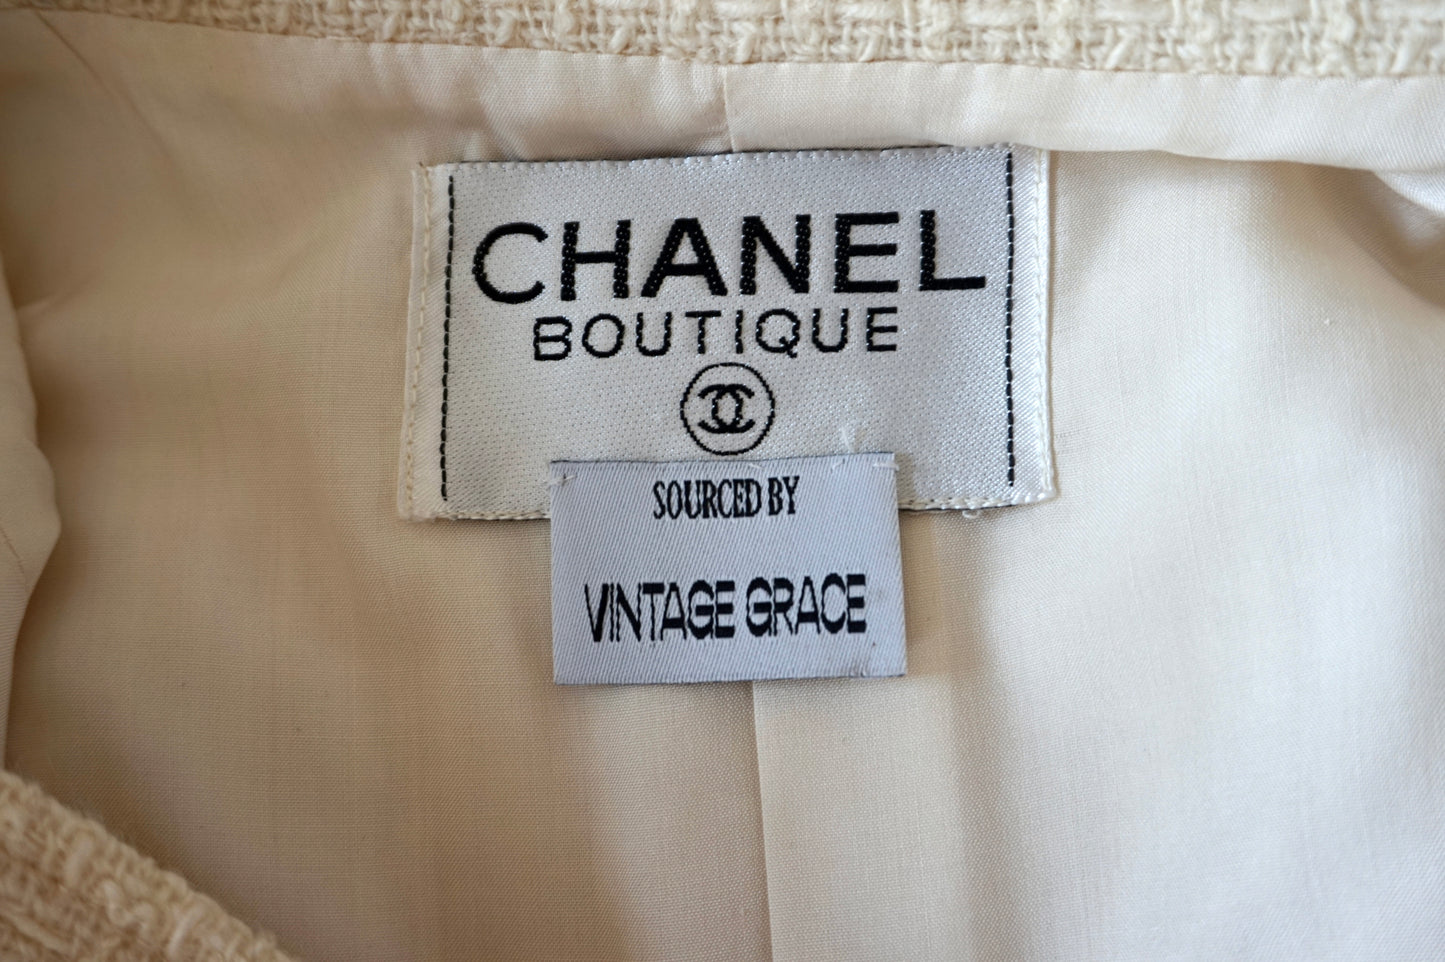 CHANEL
BOUTIQUE
SOURCED BY
VINTAGE GRACE